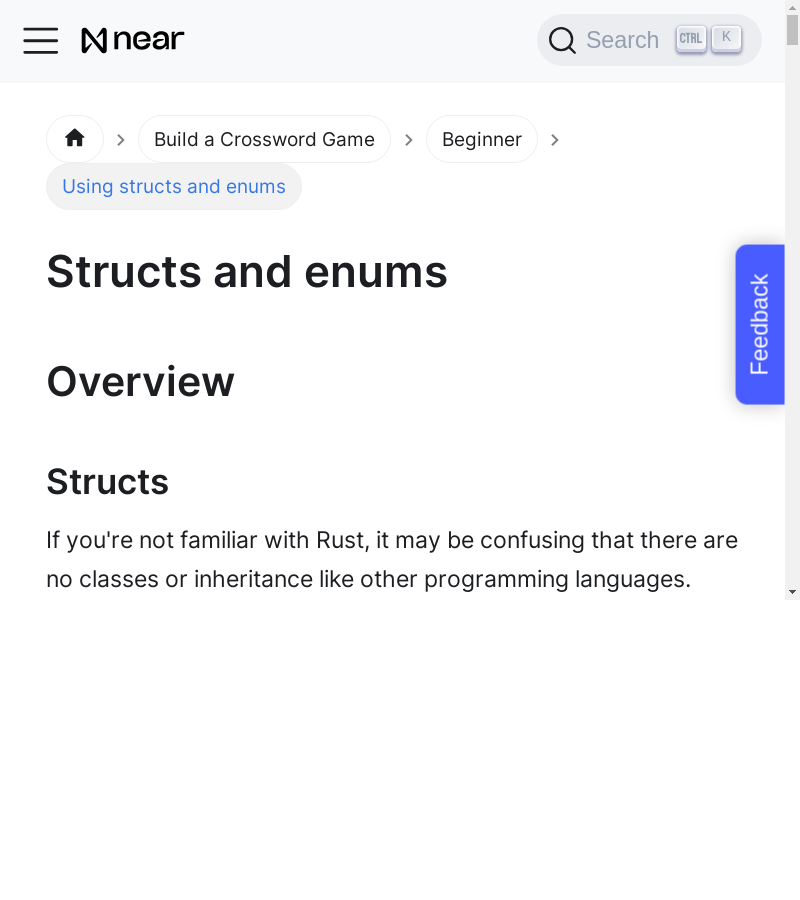 near
Search CTRL K
Build a Crossword Game
Beginner
Using structs and enums
Structs and enums
Feedback
Overview
Structs
If you're not familiar with Rust, it may be confusing that there are
no classes or inheritance like other programming languages.